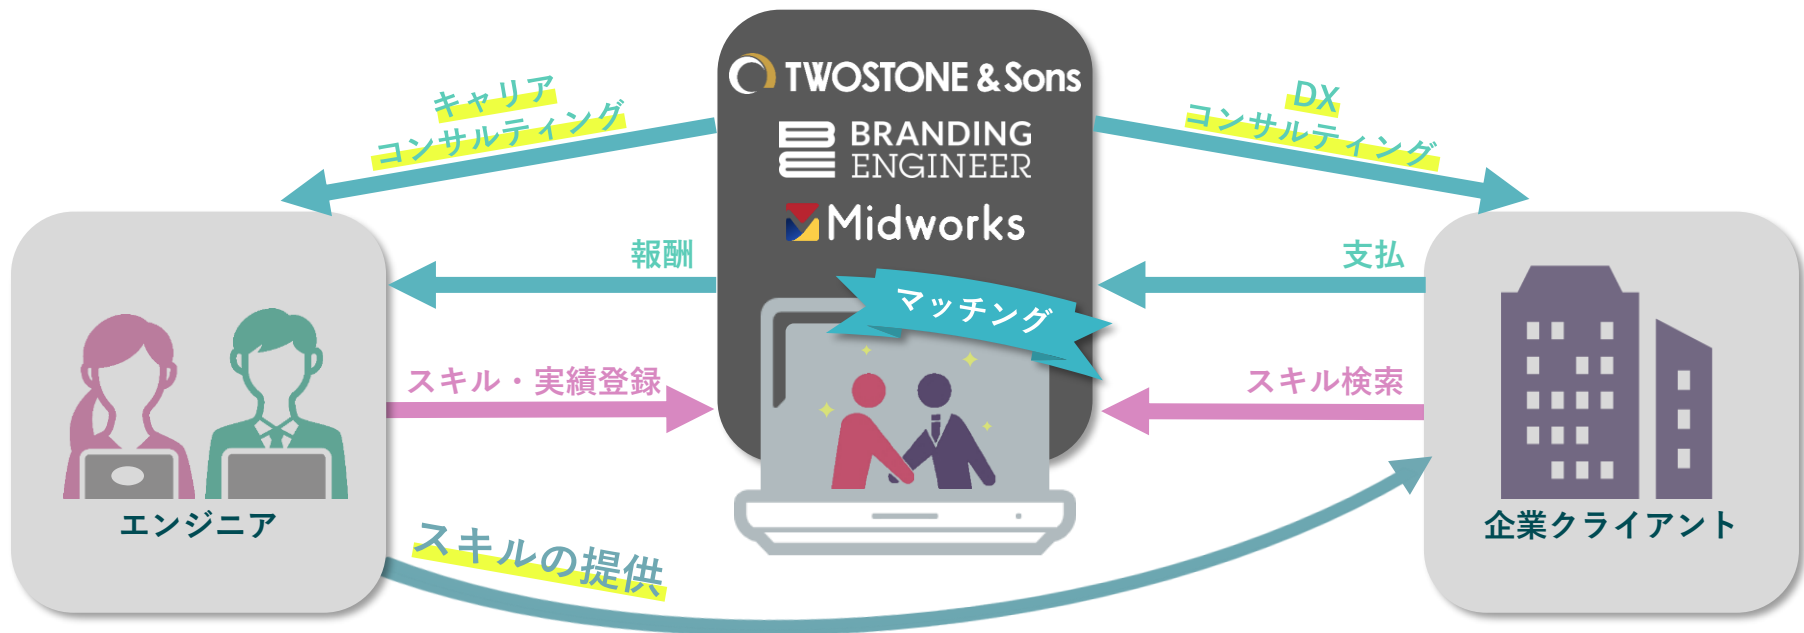 TWOSTONE & Sons
BRANDING
ENGINEER
Midworks
マッチング
キャリア
コンサルティング
DX
コンサルティング
報酬
支払
スキル・実績登録
スキル検索
エンジニア
企業クライアント
スキルの提供